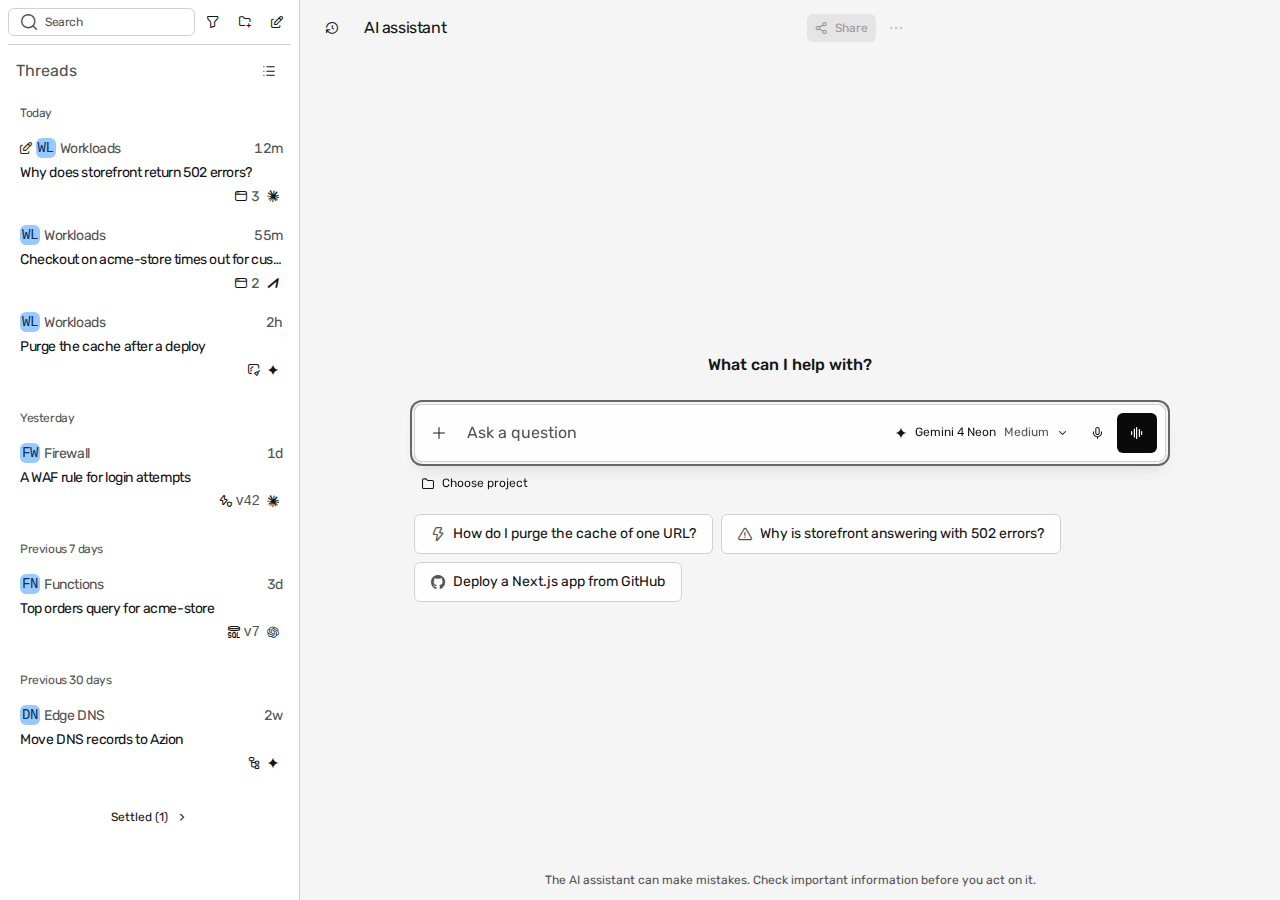 Search
Threads
Today
WL Workloads 12m
Why does storefront return 502 errors?
3
WL Workloads 55m
Checkout on acme-store times out for cus…
2
WL Workloads 2h
Purge the cache after a deploy
Yesterday
FW Firewall 1d
A WAF rule for login attempts
v42
Previous 7 days
FN Functions 3d
Top orders query for acme-store
v7
Previous 30 days
DN Edge DNS 2w
Move DNS records to Azion
Settled (1)
AI assistant
Share
What can I help with?
Ask a question
Gemini 4 Neon Medium
Choose project
How do I purge the cache of one URL?
Why is storefront answering with 502 errors?
Deploy a Next.js app from GitHub
The AI assistant can make mistakes. Check important information before you act on it.